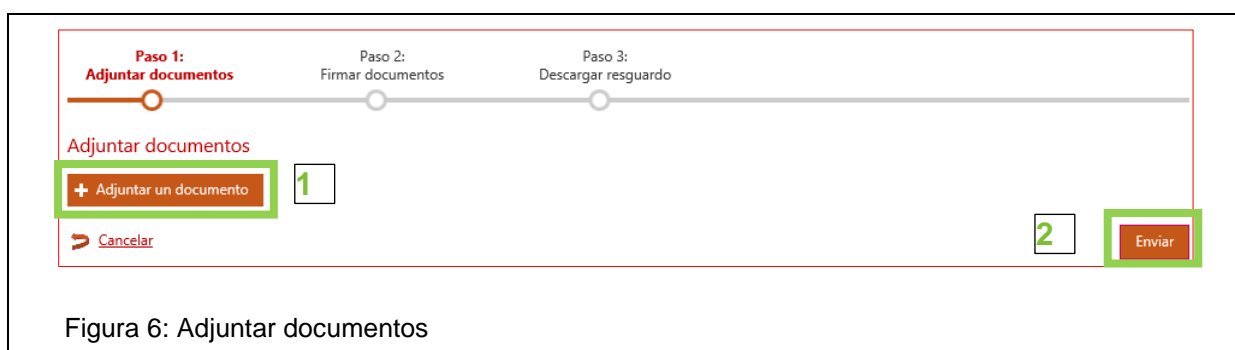 Paso 1:
Adjuntar documentos
Paso 2:
Firmar documentos
Paso 3:
Descargar resguardo
Adjuntar documentos
+ Adjuntar un documento
1
Cancelar
2
Enviar
Figura 6: Adjuntar documentos